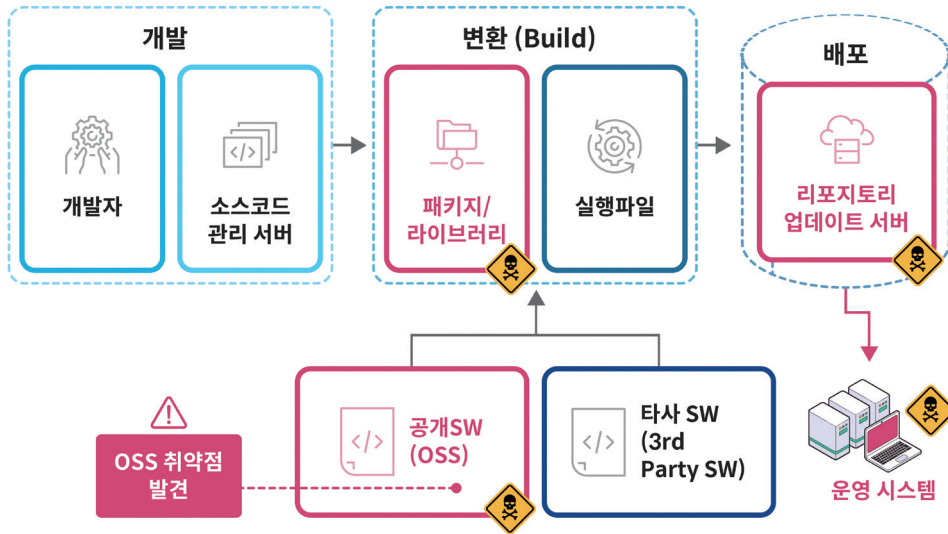 개발
변환 (Build)
배포
개발자
소스코드
관리 서버
패키지/
라이브러리
실행파일
리포지토리
업데이트 서버
</>
</>
</>
공개SW
(OSS)
타사 SW
(3rd
Party SW)
OSS 취약점
발견
운영 시스템